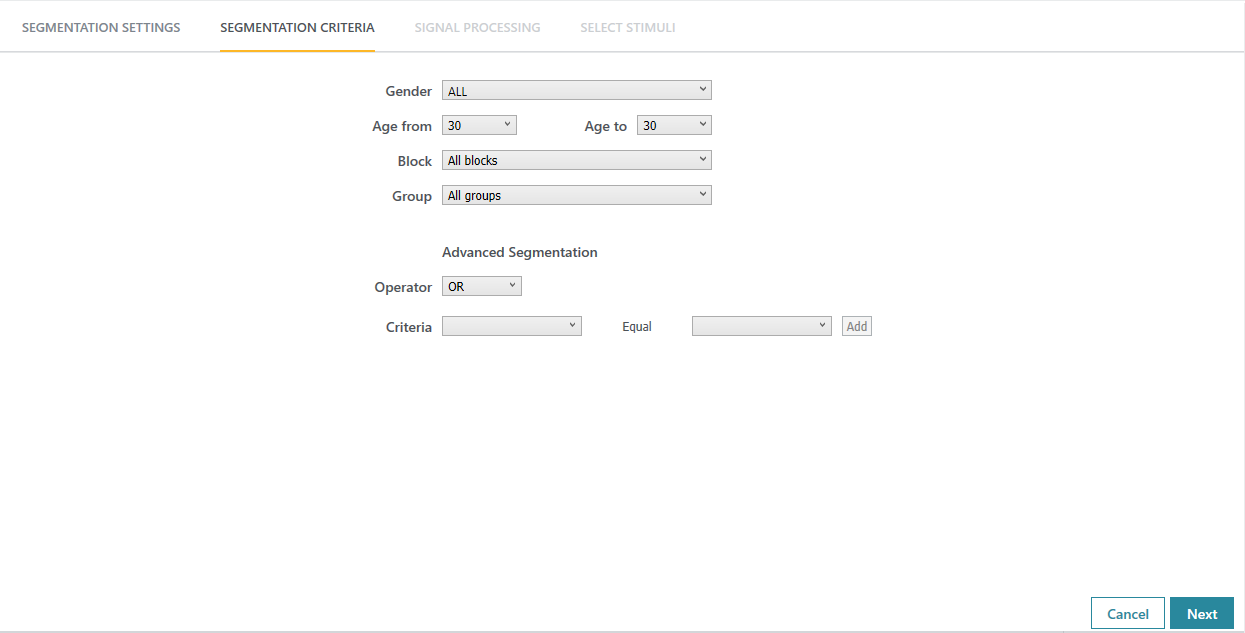 SEGMENTATION SETTINGS SEGMENTATION CRITERIA SIGNAL PROCESSING SELECT STIMULI
Gender ALL
Age from 30 Age to 30
Block All blocks
Group All groups
Advanced Segmentation
Operator OR
Criteria Equal Add
Cancel Next